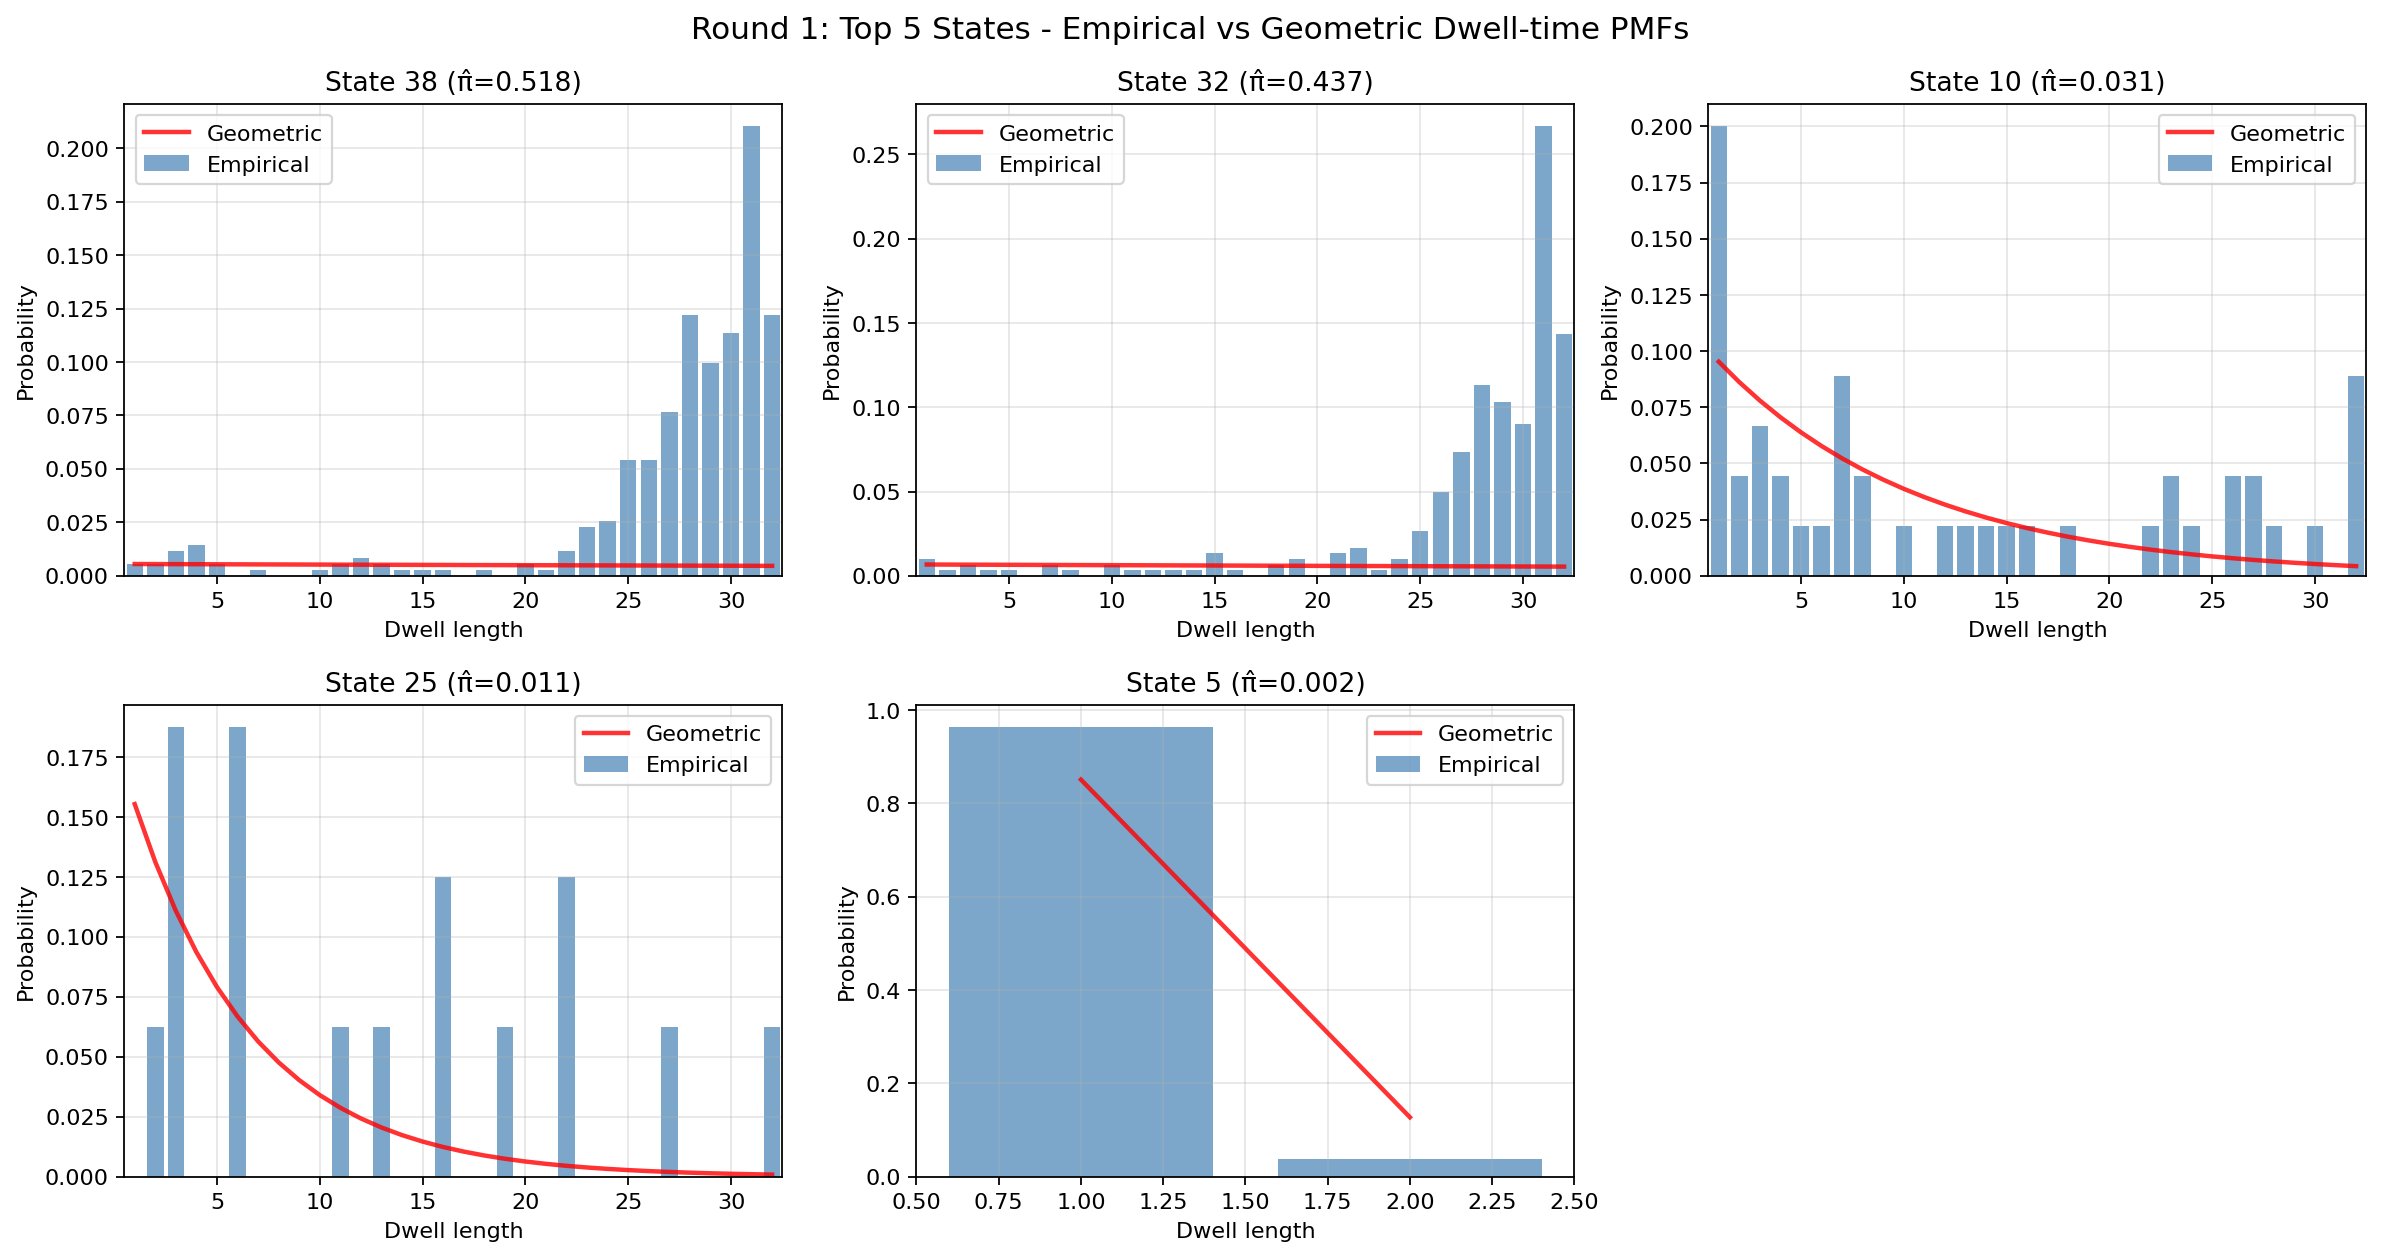 Round 1: Top 5 States - Empirical vs Geometric Dwell-time PMFs
State 38 (π̂=0.518)
Geometric
Empirical
Probability
0.200
0.175
0.150
0.125
0.100
0.075
0.050
0.025
0.000
5 10 15 20 25 30
Dwell length
State 32 (π̂=0.437)
Geometric
Empirical
Probability
0.25
0.20
0.15
0.10
0.05
0.00
5 10 15 20 25 30
Dwell length
State 10 (π̂=0.031)
Geometric
Empirical
Probability
0.200
0.175
0.150
0.125
0.100
0.075
0.050
0.025
0.000
5 10 15 20 25 30
Dwell length
State 25 (π̂=0.011)
Geometric
Empirical
Probability
0.175
0.150
0.125
0.100
0.075
0.050
0.025
0.000
5 10 15 20 25 30
Dwell length
State 5 (π̂=0.002)
Geometric
Empirical
Probability
1.0
0.8
0.6
0.4
0.2
0.0
0.50 0.75 1.00 1.25 1.50 1.75 2.00 2.25 2.50
Dwell length